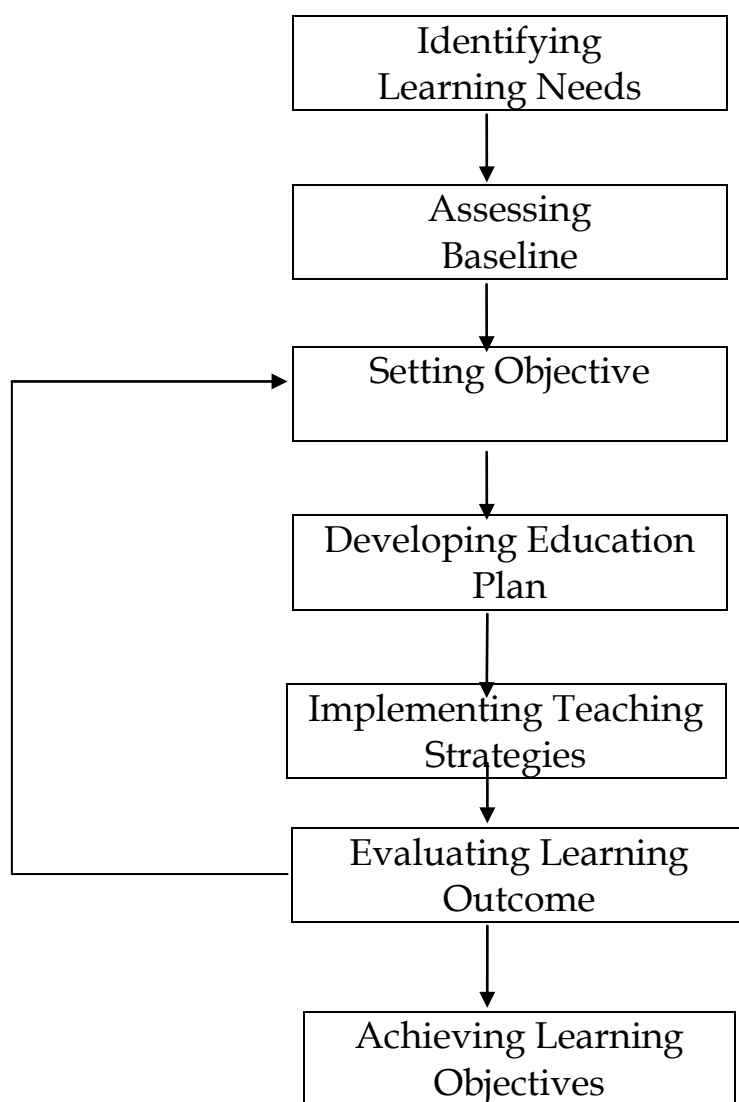 Identifying
Learning Needs
Assessing
Baseline
Setting Objective
Developing Education
Plan
Implementing Teaching
Strategies
Evaluating Learning
Outcome
Achieving Learning
Objectives